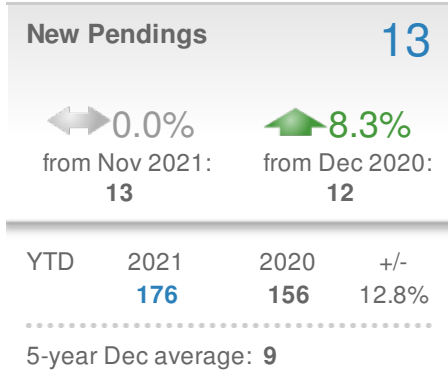 New Pendings 13
0.0% 8.3%
from Nov 2021: from Dec 2020:
13 12
YTD 2021 2020 +/-
176 156 12.8%
5-year Dec average: 9